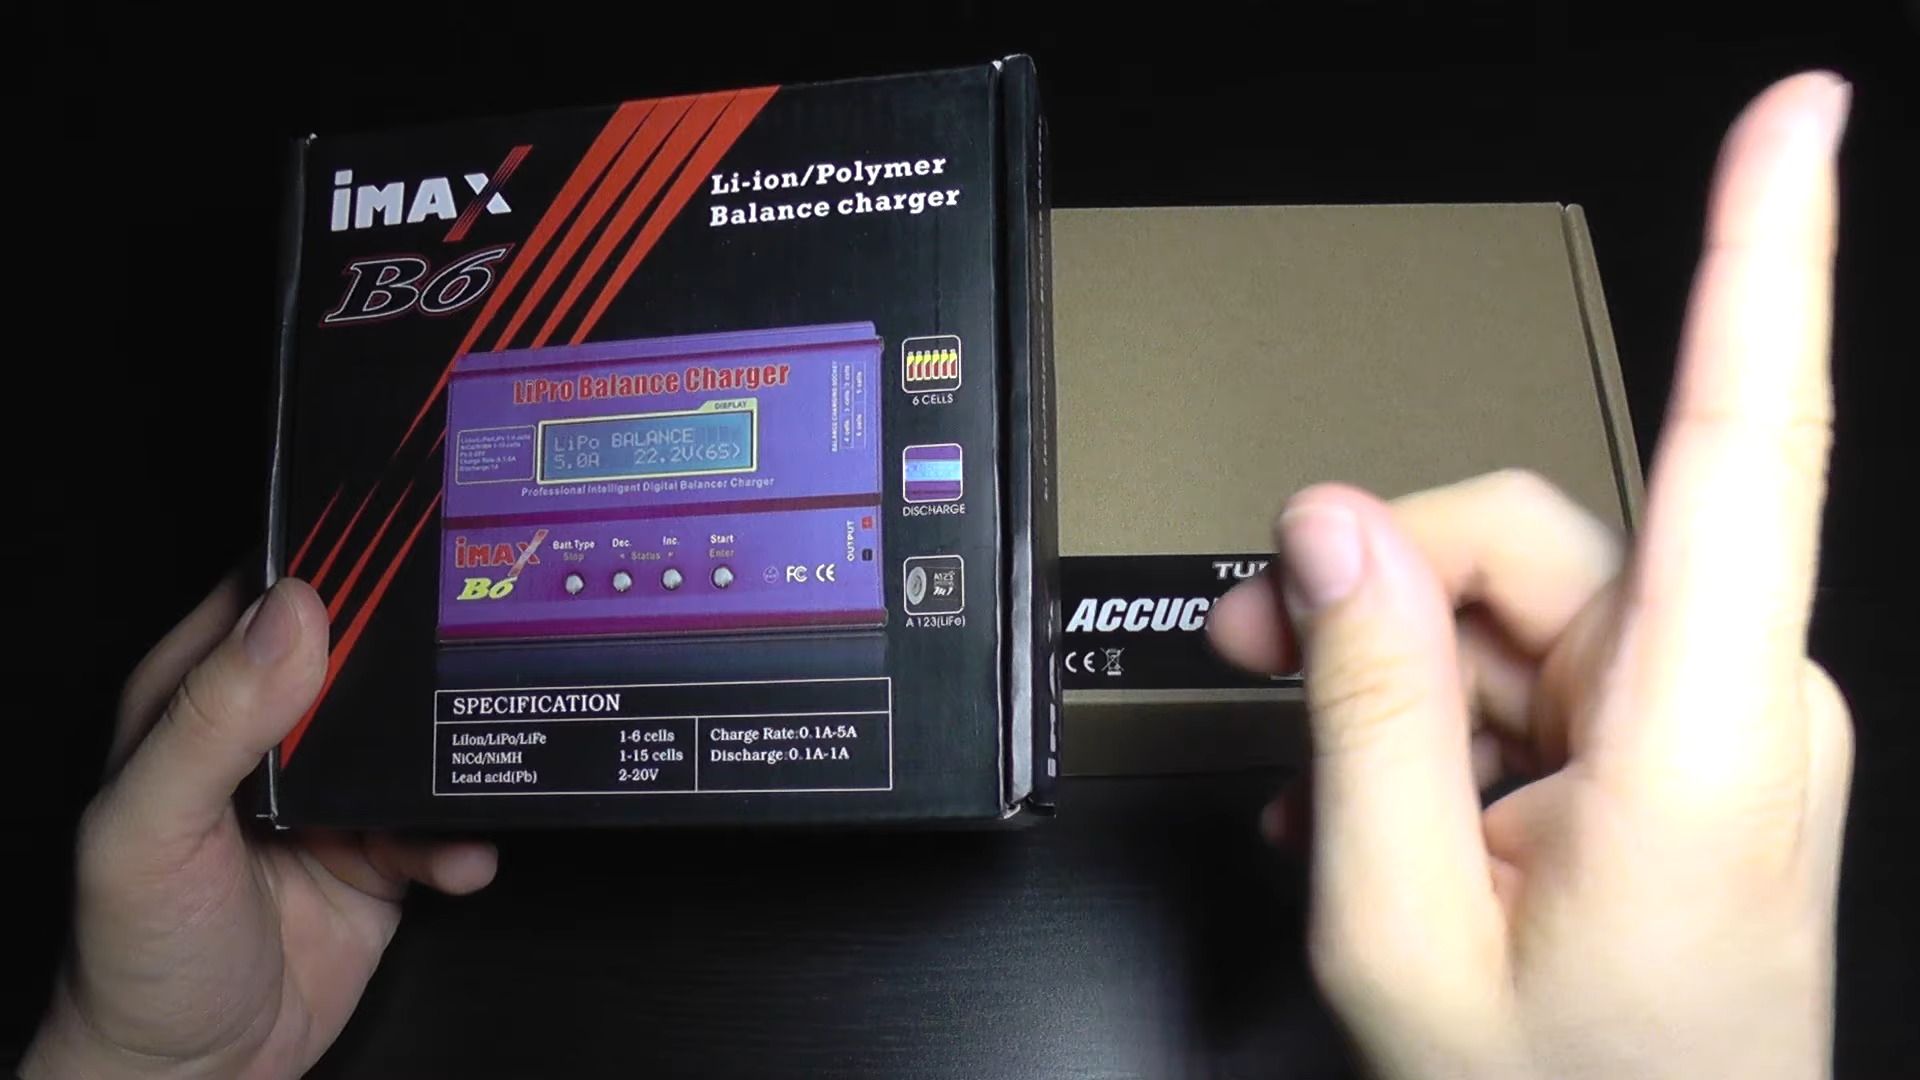 iMAX
B6
Li-ion/Polymer
Balance charger
LiPro Balance Charger
DISPLAY
LiPo BALANCE
5.0A 22.2V(6S)
Professional Intelligent Digital Balancer Charger
iMAX
B6
Batt.Type
Stop
Dec.
Inc.
< Status >
Start
Enter
FC CE
OUTPUT
6 CELLS
DISCHARGE
A123(LiFe)
SPECIFICATION
LiIon/LiPo/LiFe 1-6 cells
NiCd/NiMH 1-15 cells
Lead acid(Pb) 2-20V
Charge Rate:0.1A-5A
Discharge:0.1A-1A
CE